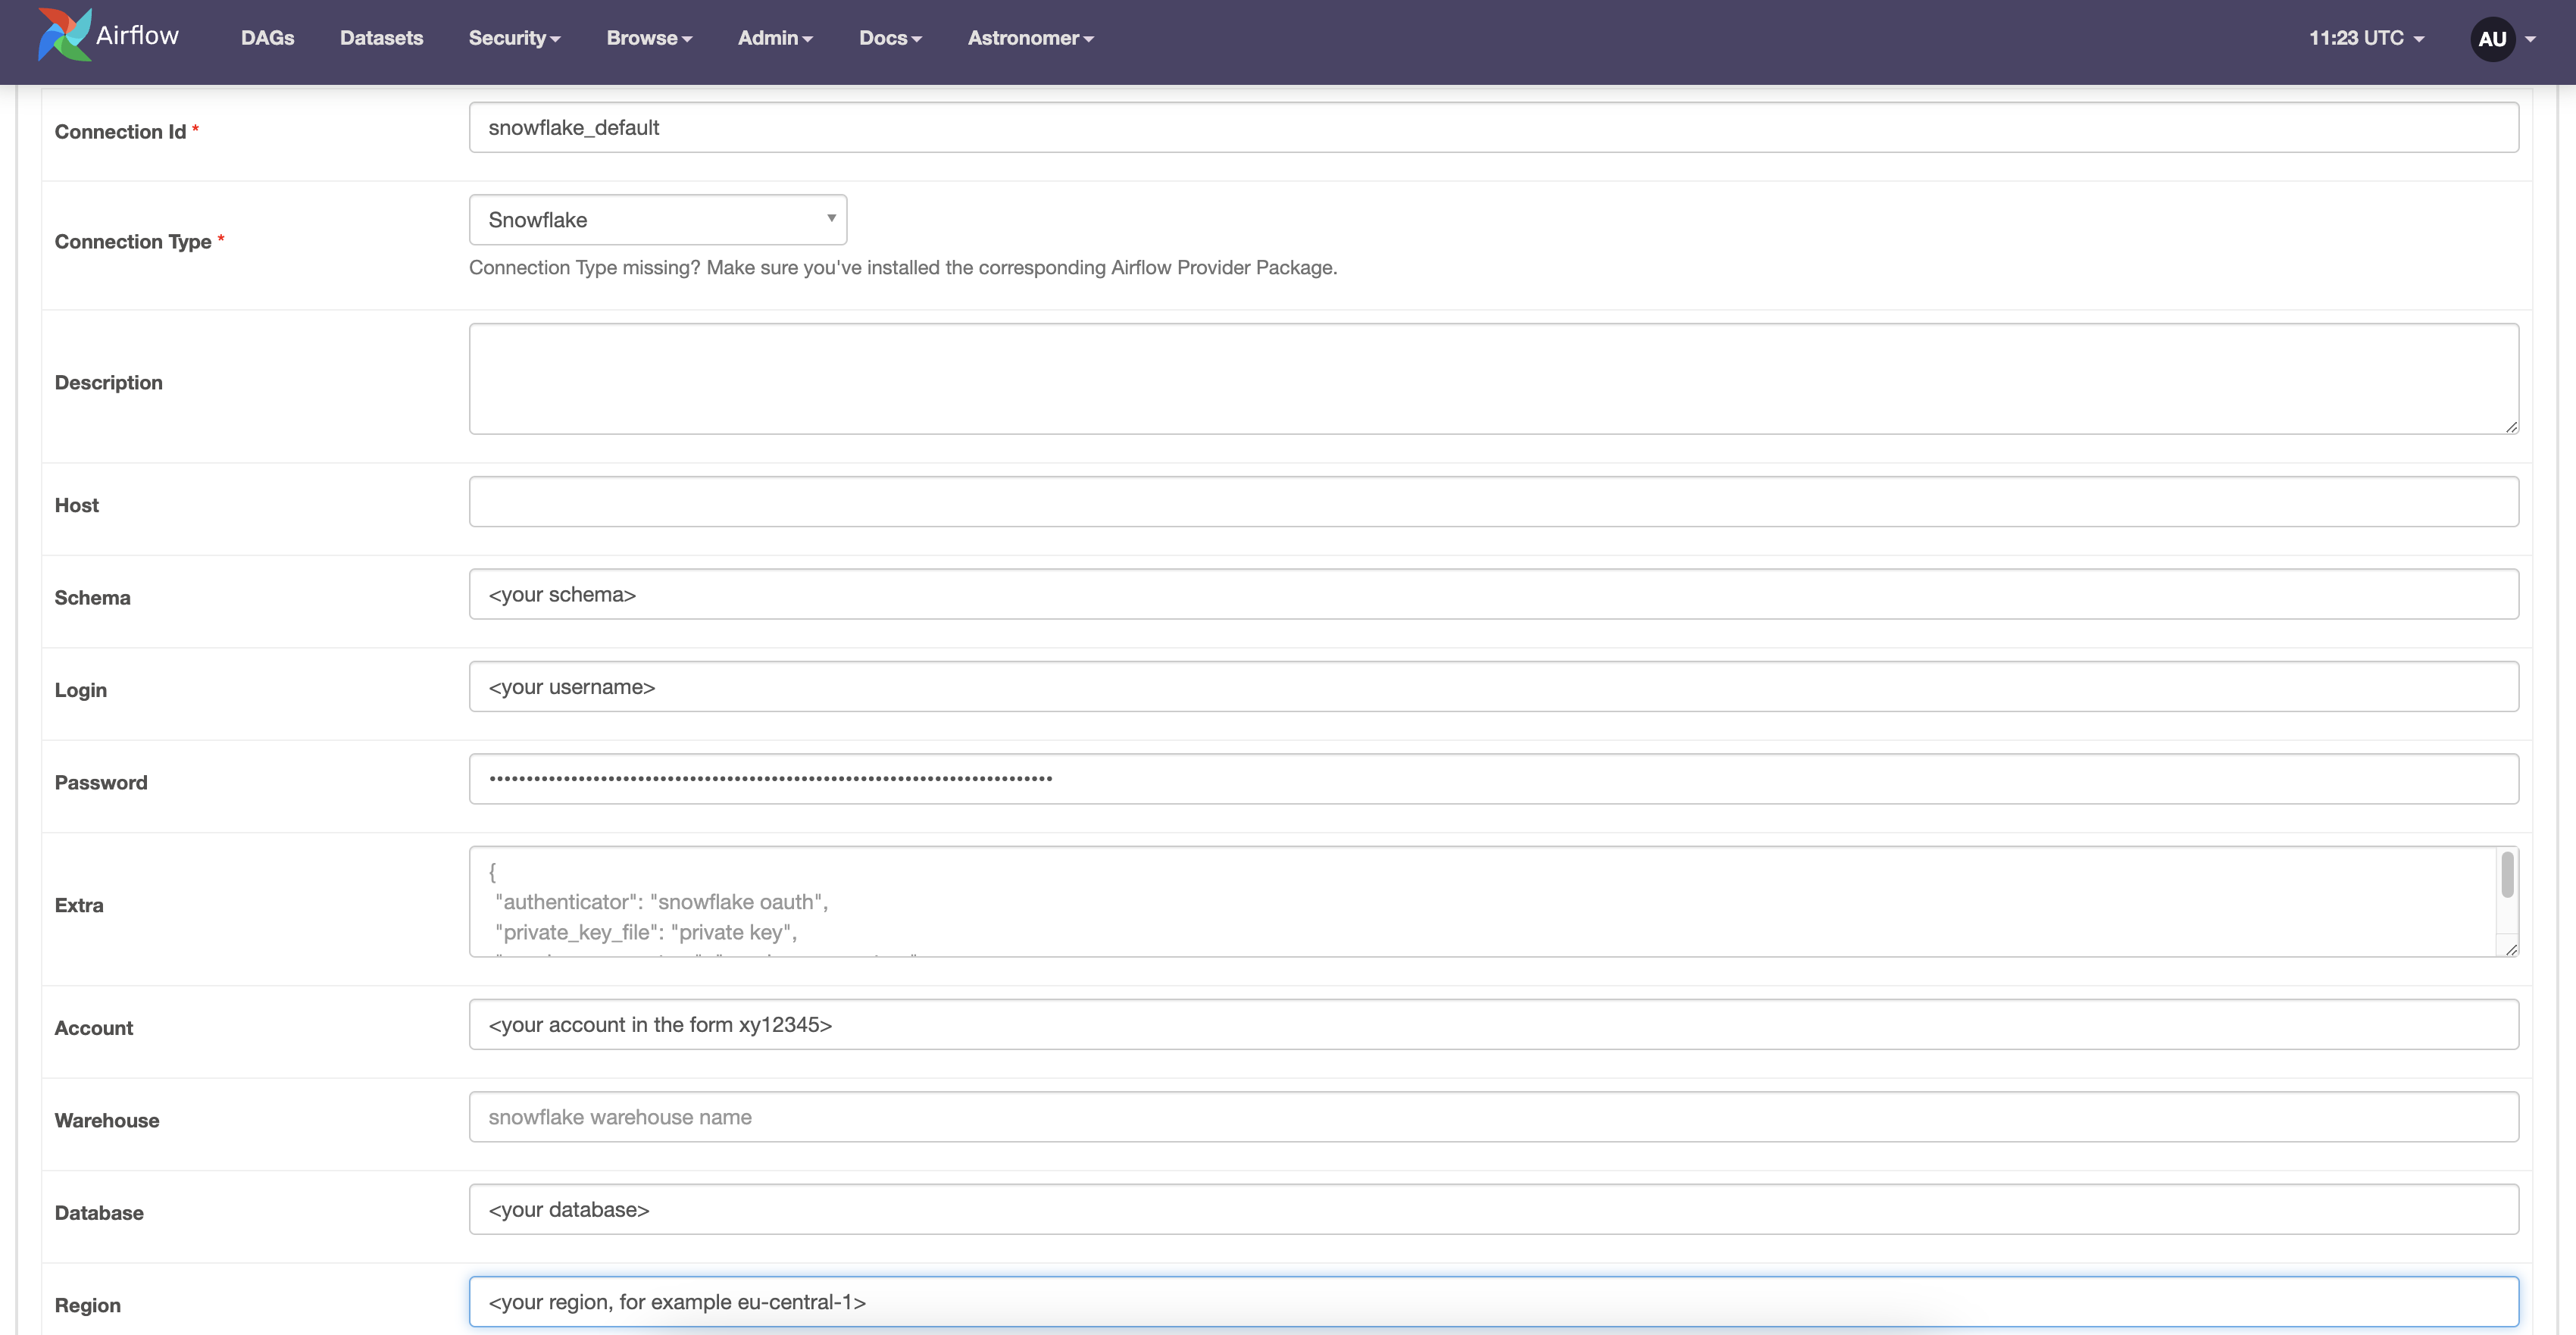 Airflow DAGs Datasets Security Browse Admin Docs Astronomer 11:23 UTC AU
Connection Id * snowflake_default
Connection Type * Snowflake
Connection Type missing? Make sure you've installed the corresponding Airflow Provider Package.
Description
Host
Schema <your schema>
Login <your username>
Password ••••••••••••••••••••••••••••••••••••••••••••••••••••••••••••••••••••••••••••
Extra {
"authenticator": "snowflake oauth",
"private_key_file": "private key",
Account <your account in the form xy12345>
Warehouse snowflake warehouse name
Database <your database>
Region <your region, for example eu-central-1>